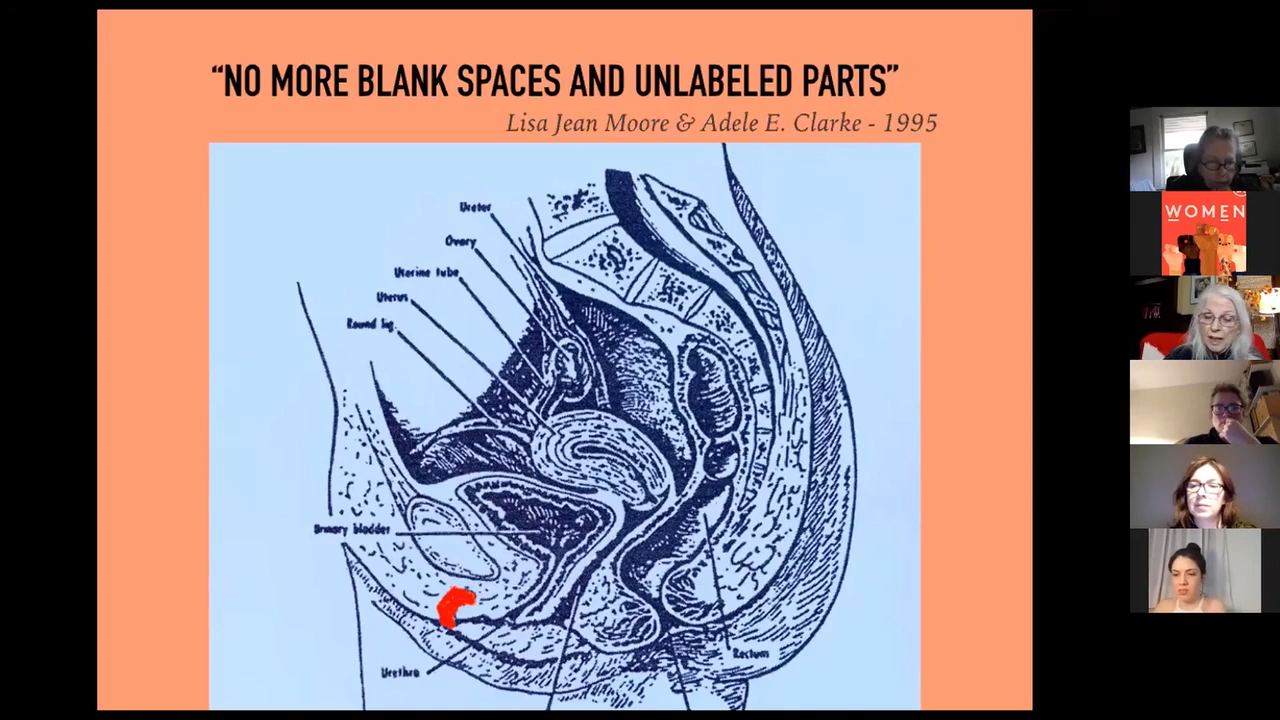 “NO MORE BLANK SPACES AND UNLABELED PARTS”
Lisa Jean Moore & Adele E. Clarke - 1995
Ureter
Ovary
Uterine tube
Uterus
Round lig.
Urinary bladder
Urethra
Rectum
WOMEN